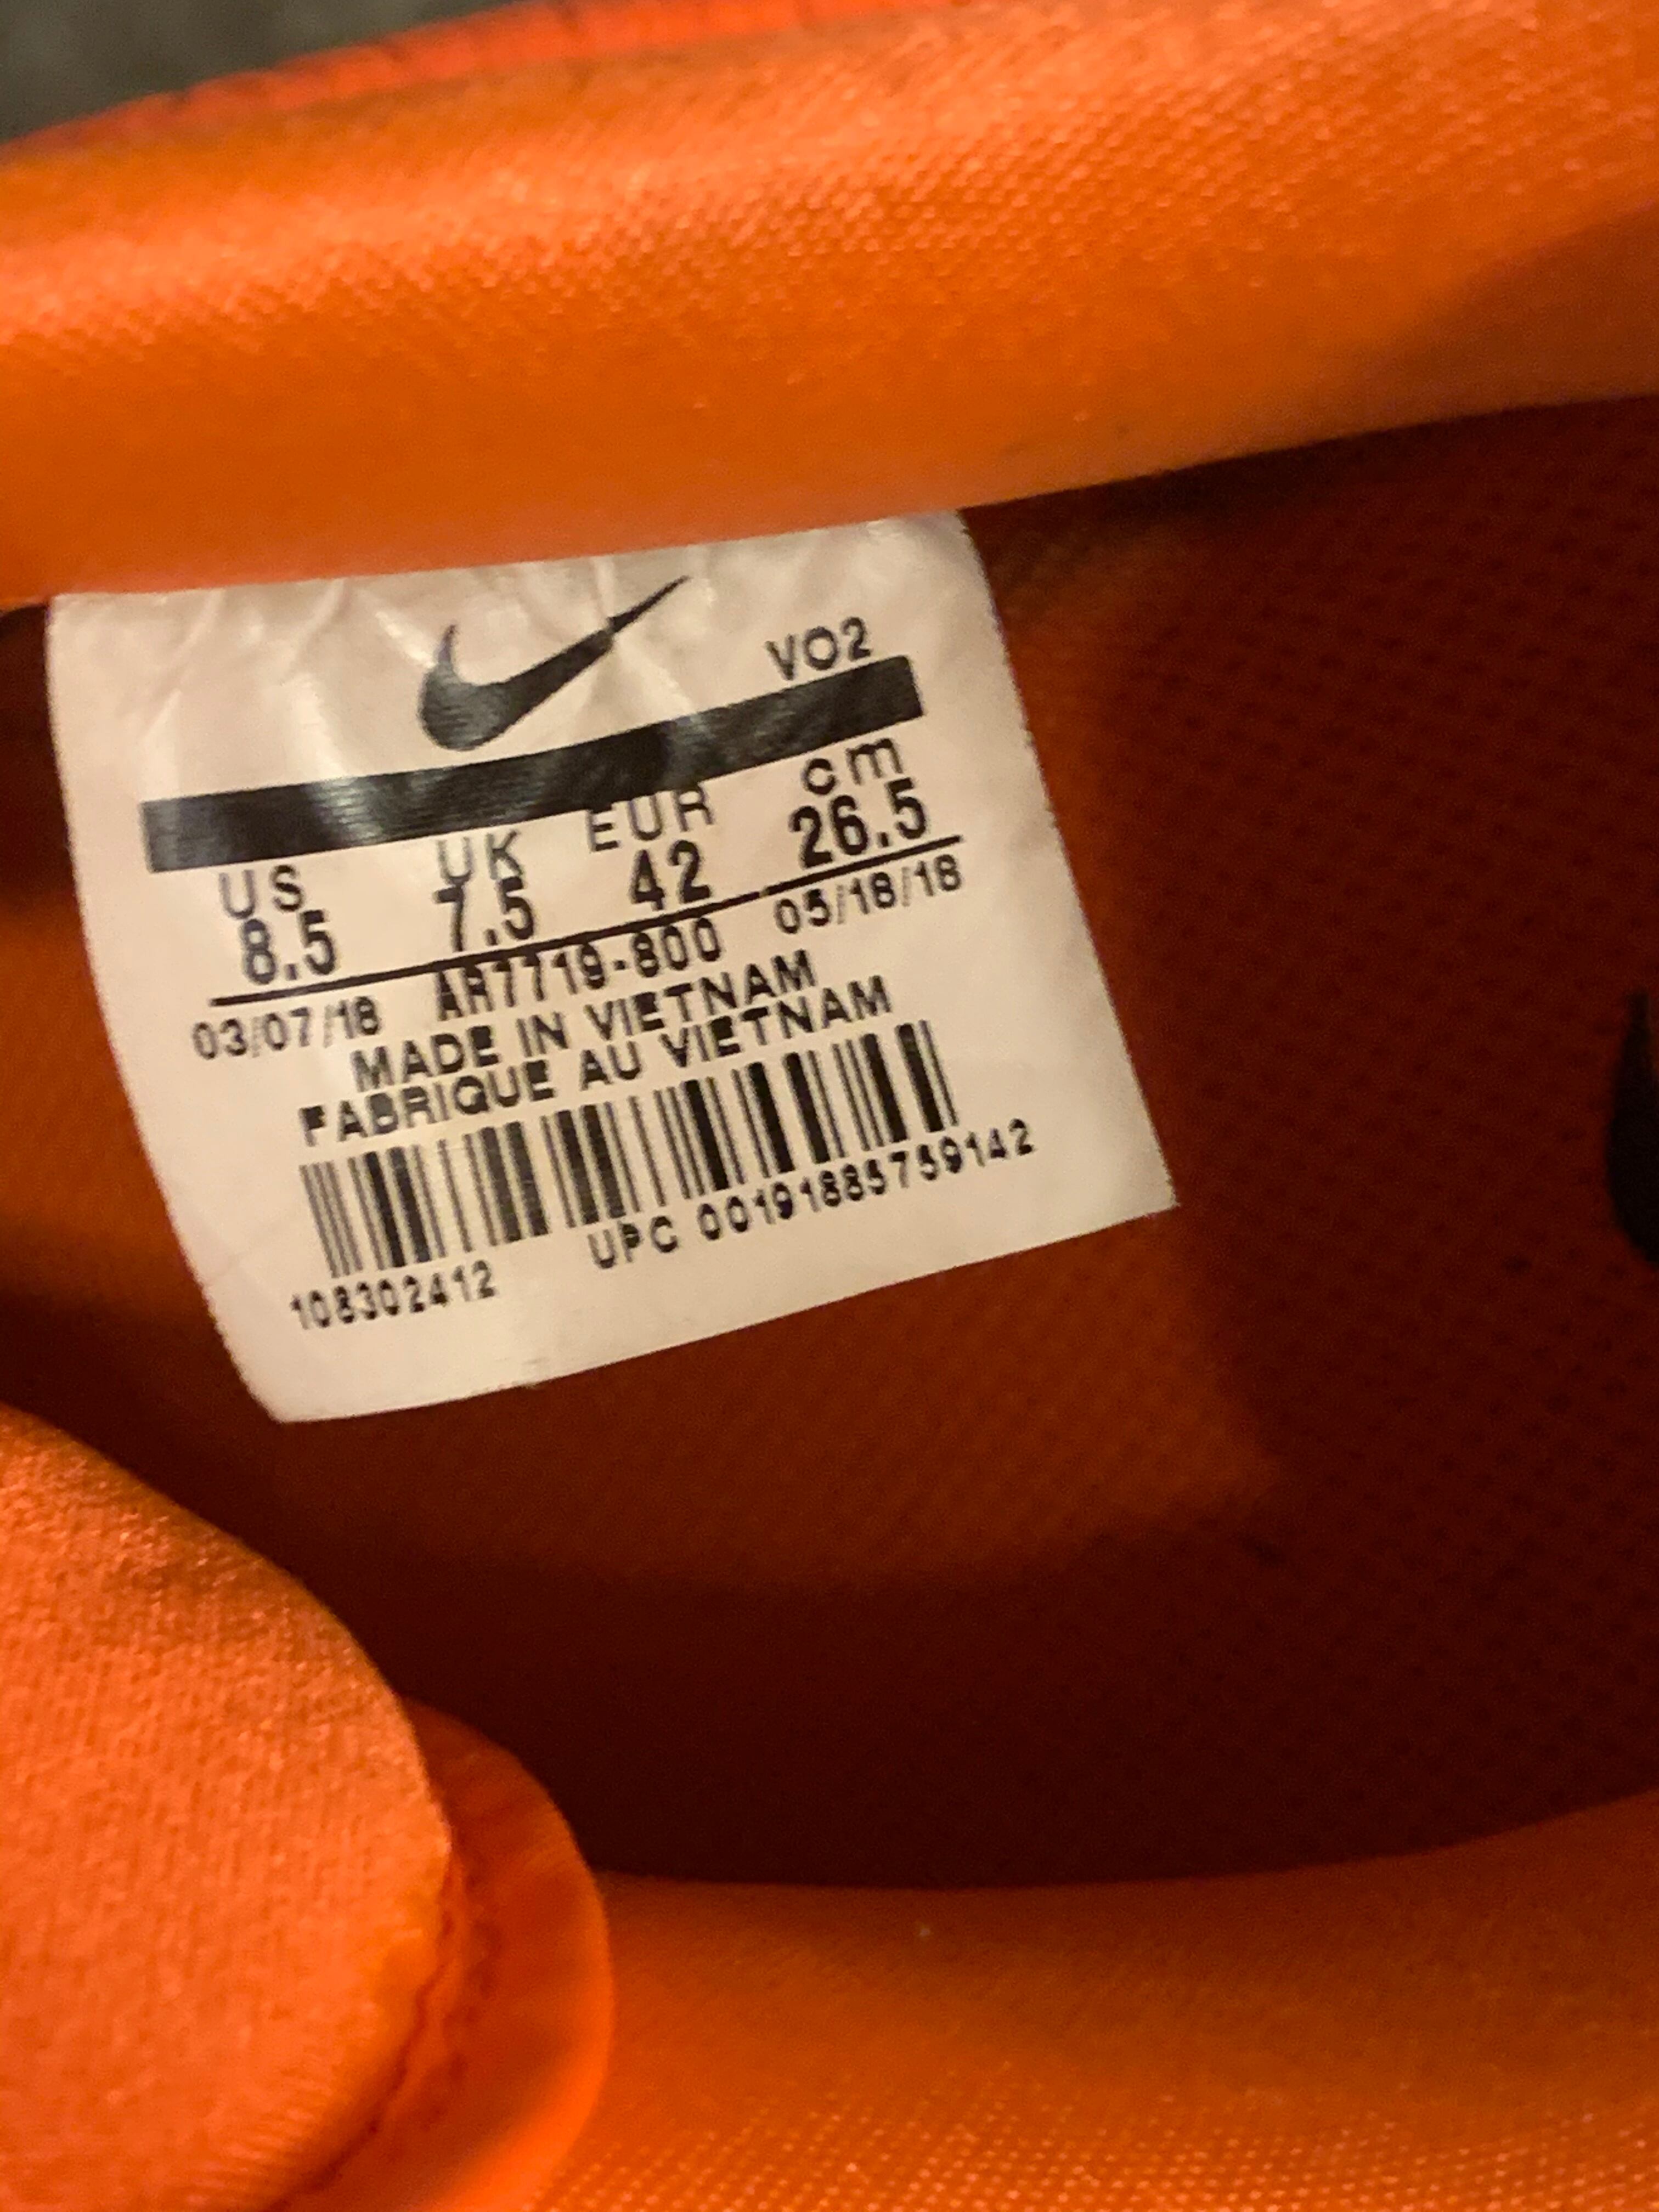 VO2
US UK EUR cm
8.5 7.5 42 26.5
03/07/18 AR7719-800 05/18/18
MADE IN VIETNAM
FABRIQUE AU VIETNAM
108302412 UPC 00191885759142